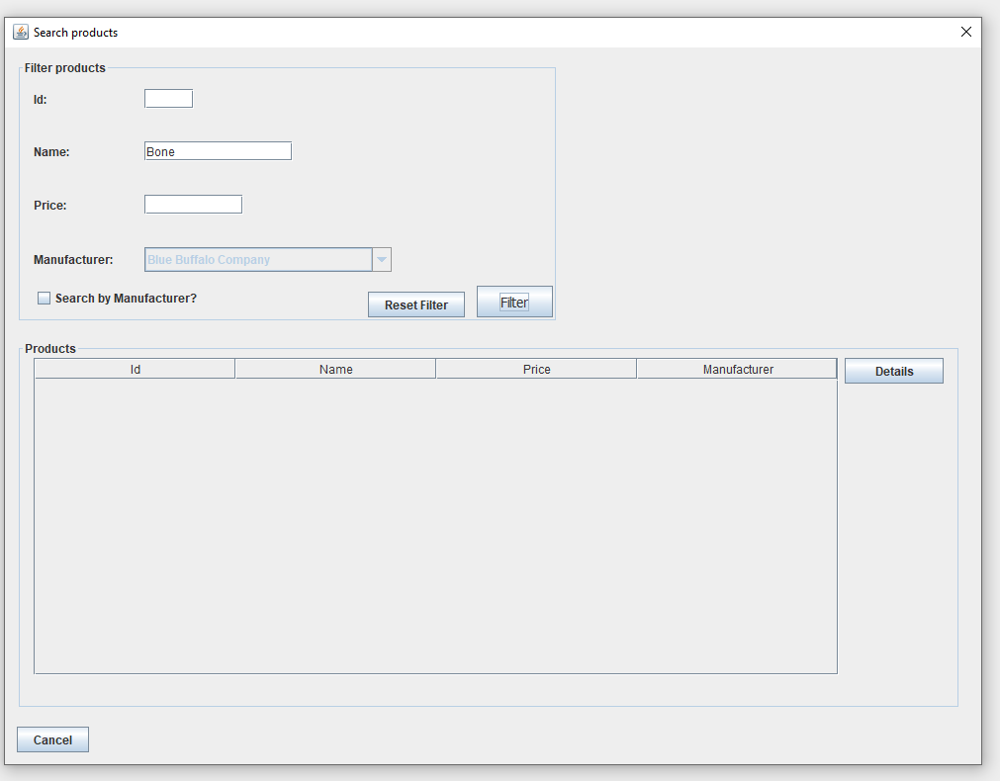 Search products
Filter products
Id:
Name: Bone
Price:
Manufacturer: Blue Buffalo Company
Search by Manufacturer? Reset Filter Filter
Products
Id Name Price Manufacturer Details
Cancel